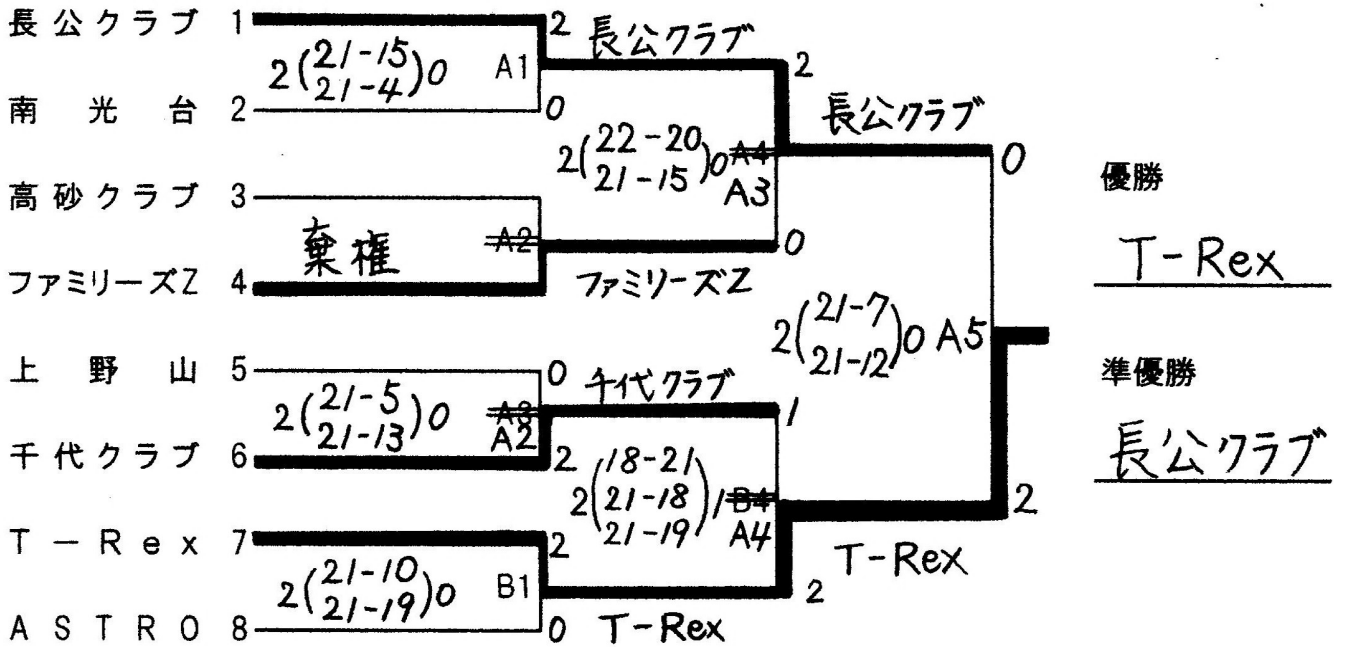 長公クラブ 1
2 長公クラブ
2(21-15 21-4)0 A1
2
南光台 2
0
長公クラブ
2(22-20 21-15)0 A4 A3
0
高砂クラブ 3
棄権 A2
0
ファミリーズZ 4
ファミリーズZ
優勝
T-Rex
2(21-7 21-12)0 A5
上野山 5
0 千代クラブ
2(21-5 21-13)0 A3 A2
1
千代クラブ 6
2
準優勝
長公クラブ
2(18-21 21-18 21-19)1 B4 A4
2
T-Rex 7
2
T-Rex
2(21-10 21-19)0 B1
2
ASTRO 8
0 T-Rex